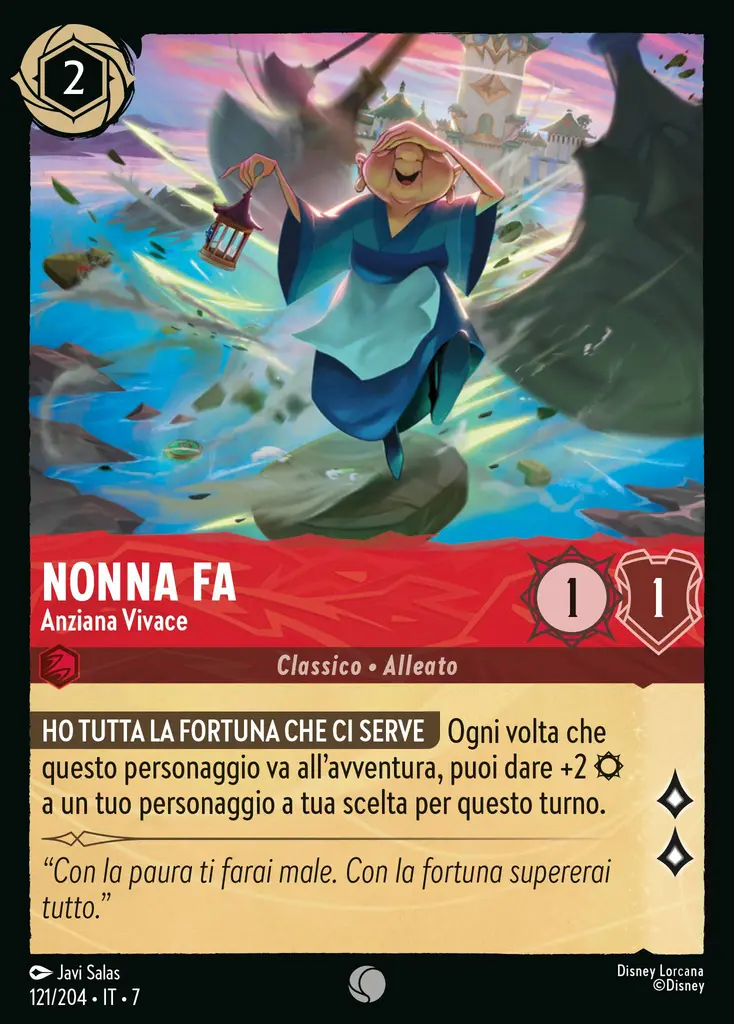 2
NONNA FA
Anziana Vivace
1
1
Classico • Alleato
HO TUTTA LA FORTUNA CHE CI SERVE Ogni volta che
questo personaggio va all’avventura, puoi dare +2
a un tuo personaggio a tua scelta per questo turno.
“Con la paura ti farai male. Con la fortuna supererai
tutto.”
Javi Salas
121/204 • IT • 7
Disney Lorcana
©Disney